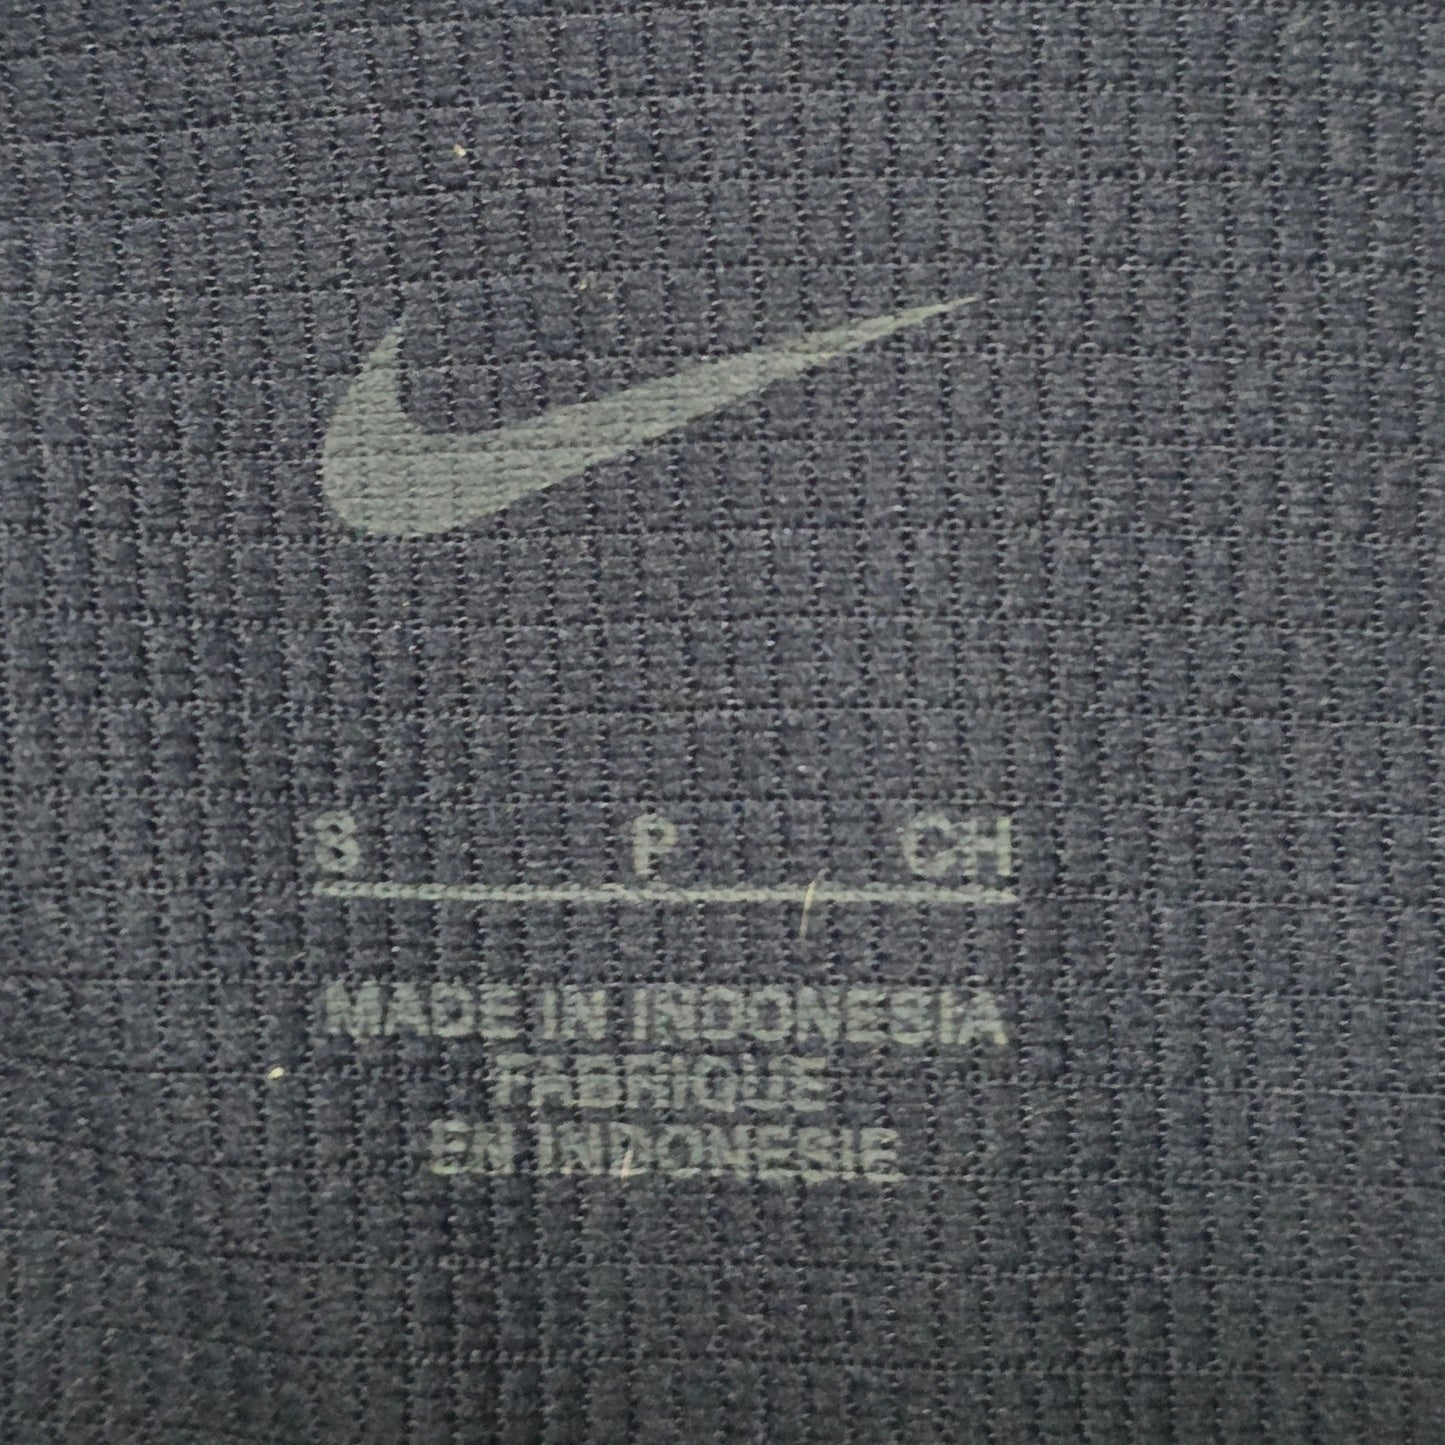 S P CH
MADE IN INDONESIA
FABRIQUE
EN INDONESIE